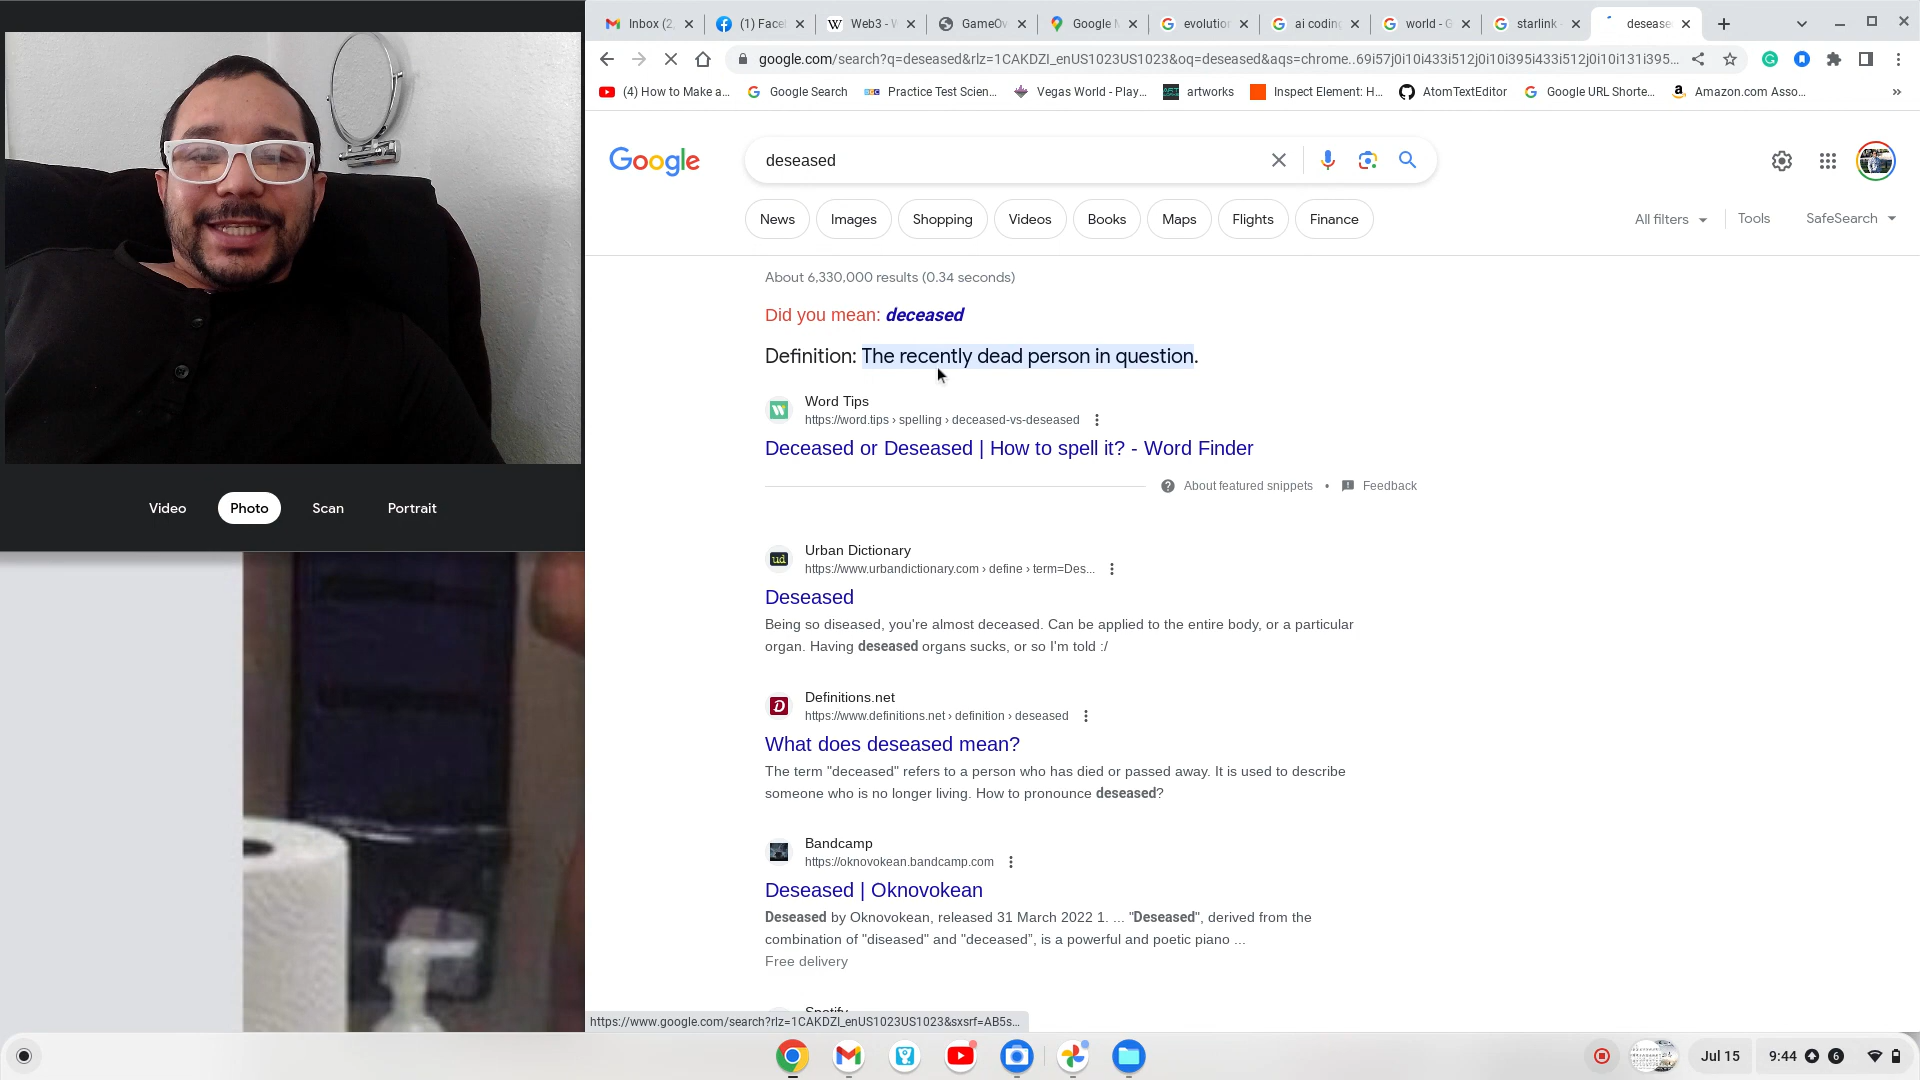 Video
Photo
Scan
Portrait
Inbox (2,
(1) Face
Web3 - W
GameOv
Google M
evolution
ai coding
world - G
starlink -
deseased
google.com/search?q=deseased&rlz=1CAKDZI_enUS1023US1023&oq=deseased&aqs=chrome..69i57j0i10i433i512j0i10i395i433i512j0i10i131i395...
(4) How to Make a...
Google Search
Practice Test Scien...
Vegas World - Play...
artworks
Inspect Element: H...
AtomTextEditor
Google URL Shorte...
Amazon.com Asso...
»
Google
deseased
News
Images
Shopping
Videos
Books
Maps
Flights
Finance
All filters
Tools
SafeSearch
About 6,330,000 results (0.34 seconds)
Did you mean: deceased
Definition: The recently dead person in question.
Word Tips
https://word.tips › spelling › deceased-vs-deseased
Deceased or Deseased | How to spell it? - Word Finder
About featured snippets • Feedback
ud
Urban Dictionary
https://www.urbandictionary.com › define › term=Des...
Deseased
Being so diseased, you're almost deceased. Can be applied to the entire body, or a particular
organ. Having deseased organs sucks, or so I'm told :/
D
Definitions.net
https://www.definitions.net › definition › deseased
What does deseased mean?
The term "deceased" refers to a person who has died or passed away. It is used to describe
someone who is no longer living. How to pronounce deseased?
Bandcamp
https://oknovokean.bandcamp.com
Deseased | Oknovokean
Deseased by Oknovokean, released 31 March 2022 1. ... "Deseased", derived from the
combination of "diseased" and "deceased", is a powerful and poetic piano ...
Free delivery
Spotify
https://www.google.com/search?rlz=1CAKDZI_enUS1023US1023&sxsrf=AB5s...
Jul 15
9:44
6